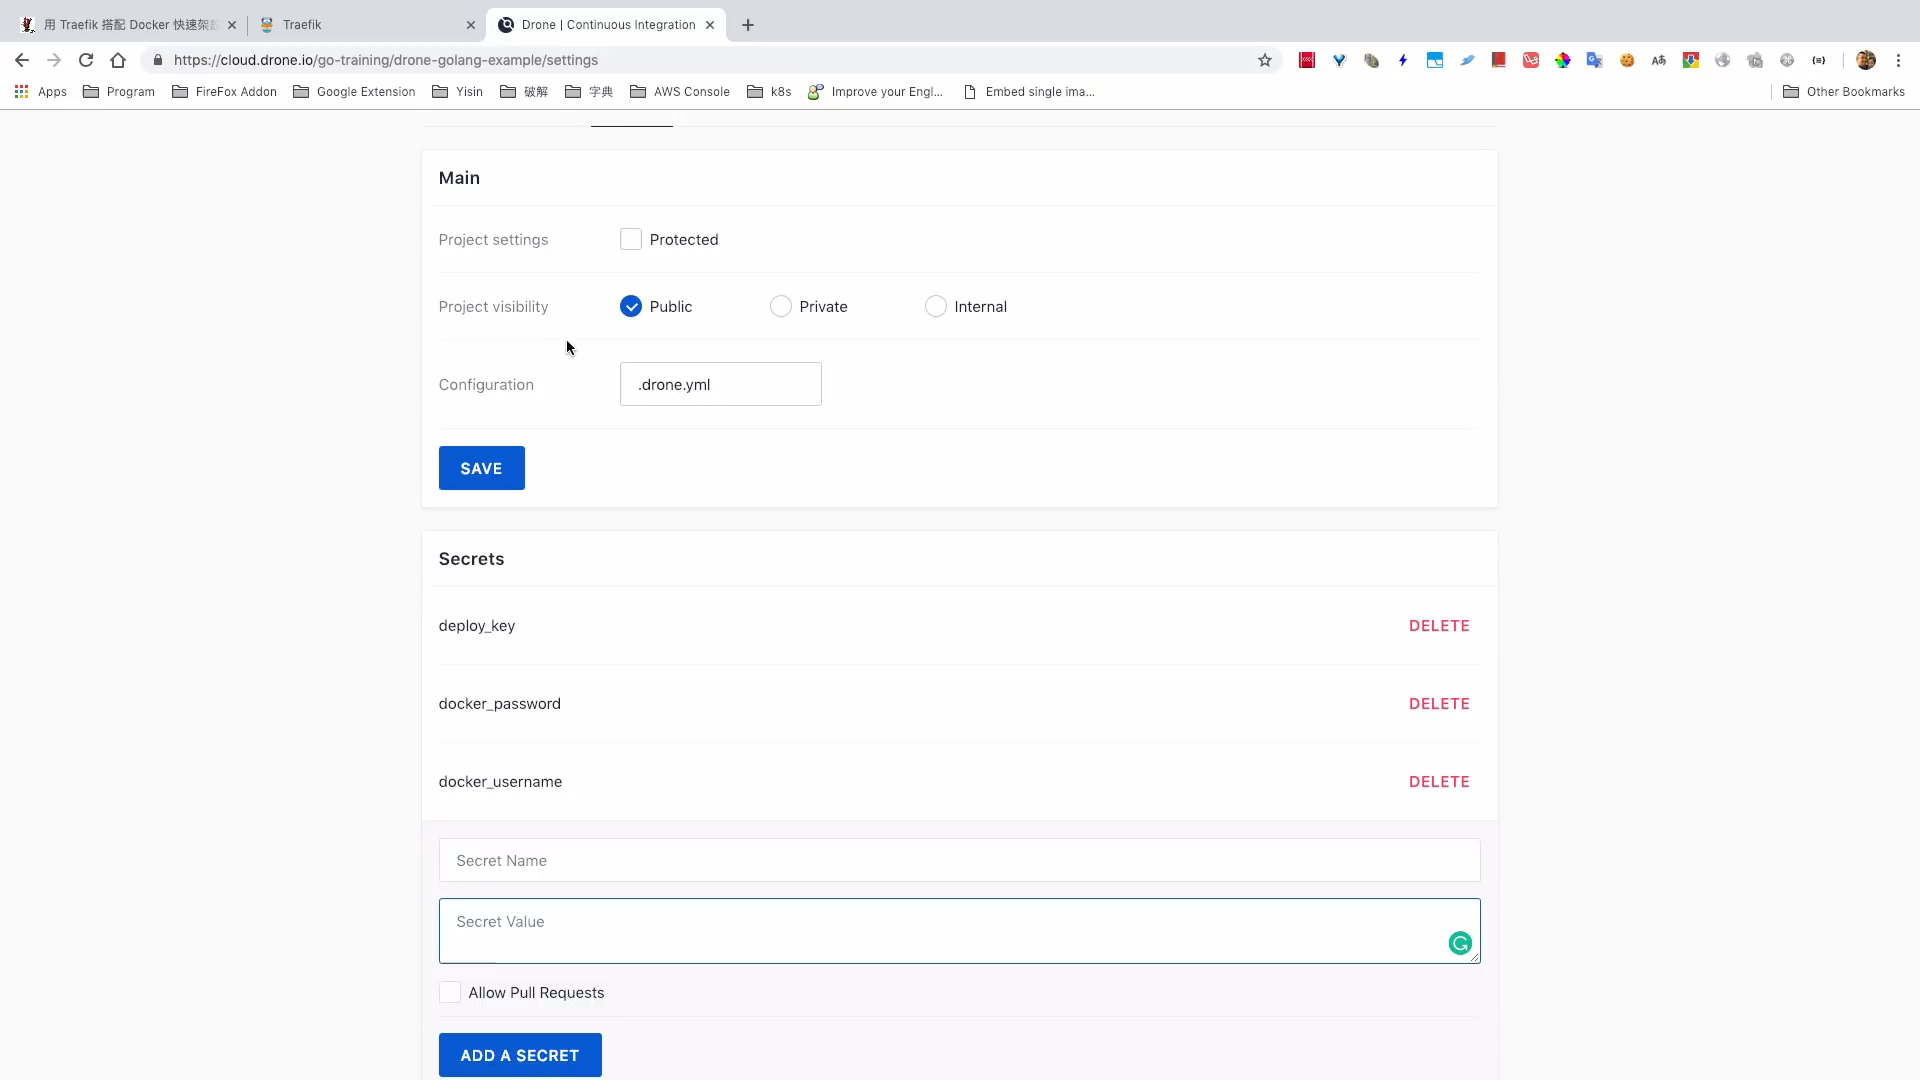 用 Traefik 搭配 Docker 快速架設
Traefik
Drone | Continuous Integration
https://cloud.drone.io/go-training/drone-golang-example/settings
Apps
Program
FireFox Addon
Google Extension
Yisin
破解
字典
AWS Console
k8s
Improve your Engl...
Embed single ima...
Other Bookmarks
Main
Project settings
Protected
Project visibility
Public
Private
Internal
Configuration
.drone.yml
SAVE
Secrets
deploy_key
DELETE
docker_password
DELETE
docker_username
DELETE
Secret Name
Secret Value
Allow Pull Requests
ADD A SECRET